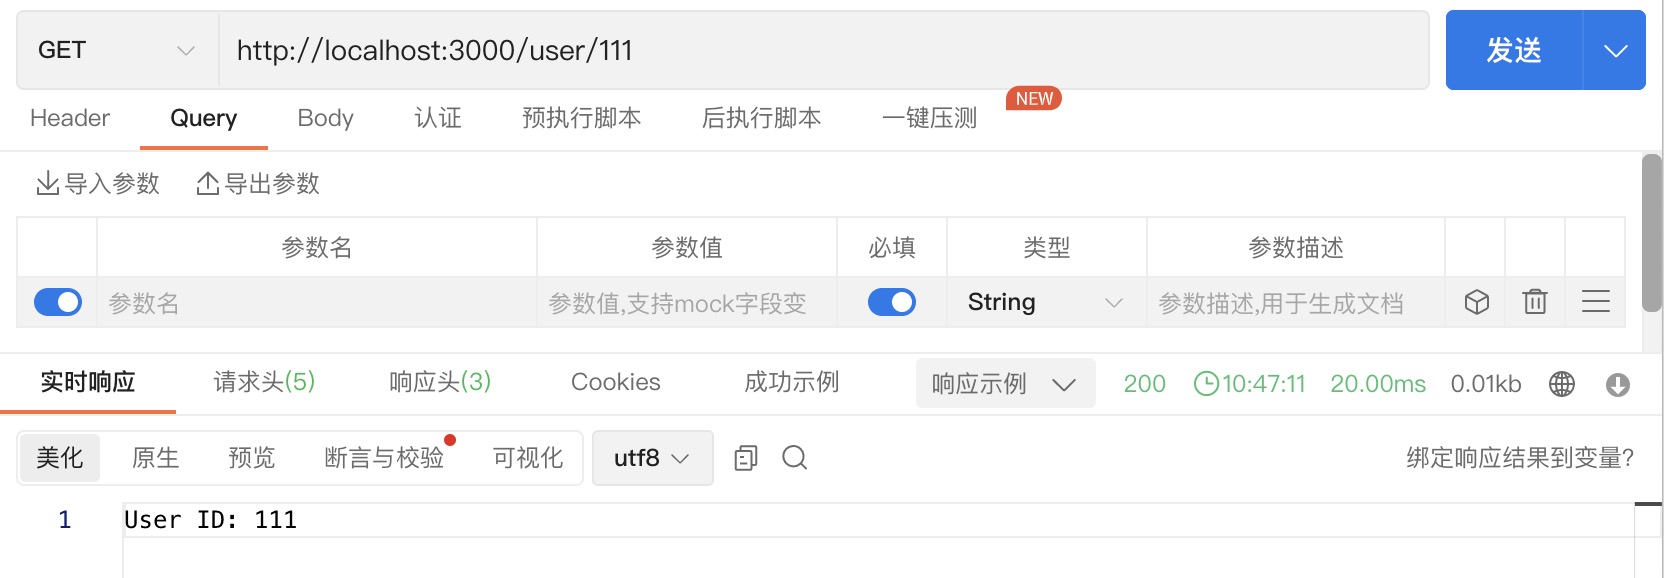 GET http://localhost:3000/user/111 发送
Header Query Body 认证 预执行脚本 后执行脚本 一键压测 NEW
导入参数 导出参数
参数名 参数值 必填 类型 参数描述
参数名 参数值,支持mock字段变 String 参数描述,用于生成文档
实时响应 请求头(5) 响应头(3) Cookies 成功示例 响应示例 200 10:47:11 20.00ms 0.01kb
美化 原生 预览 断言与校验 可视化 utf8 绑定响应结果到变量?
1 User ID: 111